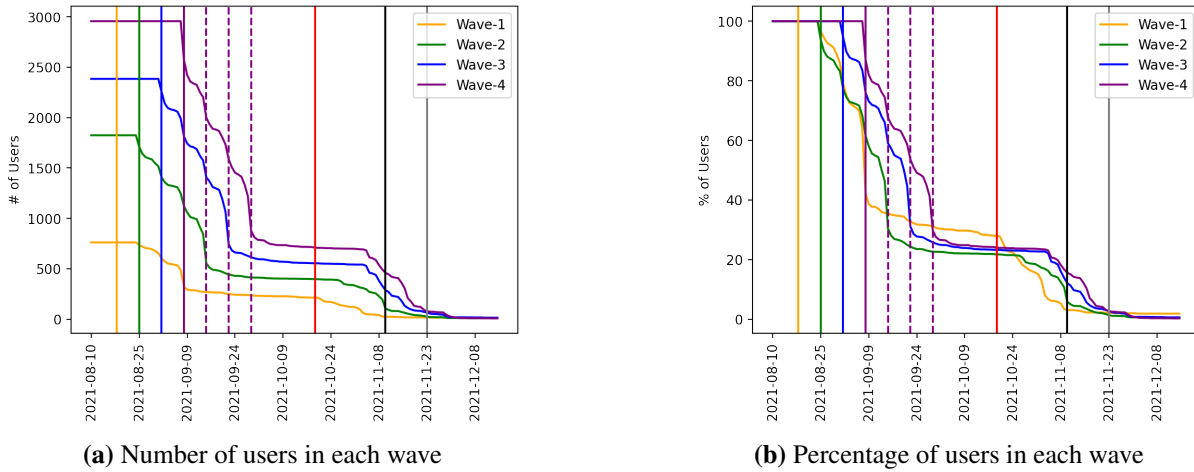 3000
2500
2000
1500
1000
500
0
# of Users
2021-08-10
2021-08-25
2021-09-09
2021-09-24
2021-10-09
2021-10-24
2021-11-08
2021-11-23
2021-12-08
Wave-1
Wave-2
Wave-3
Wave-4
(a) Number of users in each wave
100
80
60
40
20
0
% of Users
2021-08-10
2021-08-25
2021-09-09
2021-09-24
2021-10-09
2021-10-24
2021-11-08
2021-11-23
2021-12-08
Wave-1
Wave-2
Wave-3
Wave-4
(b) Percentage of users in each wave